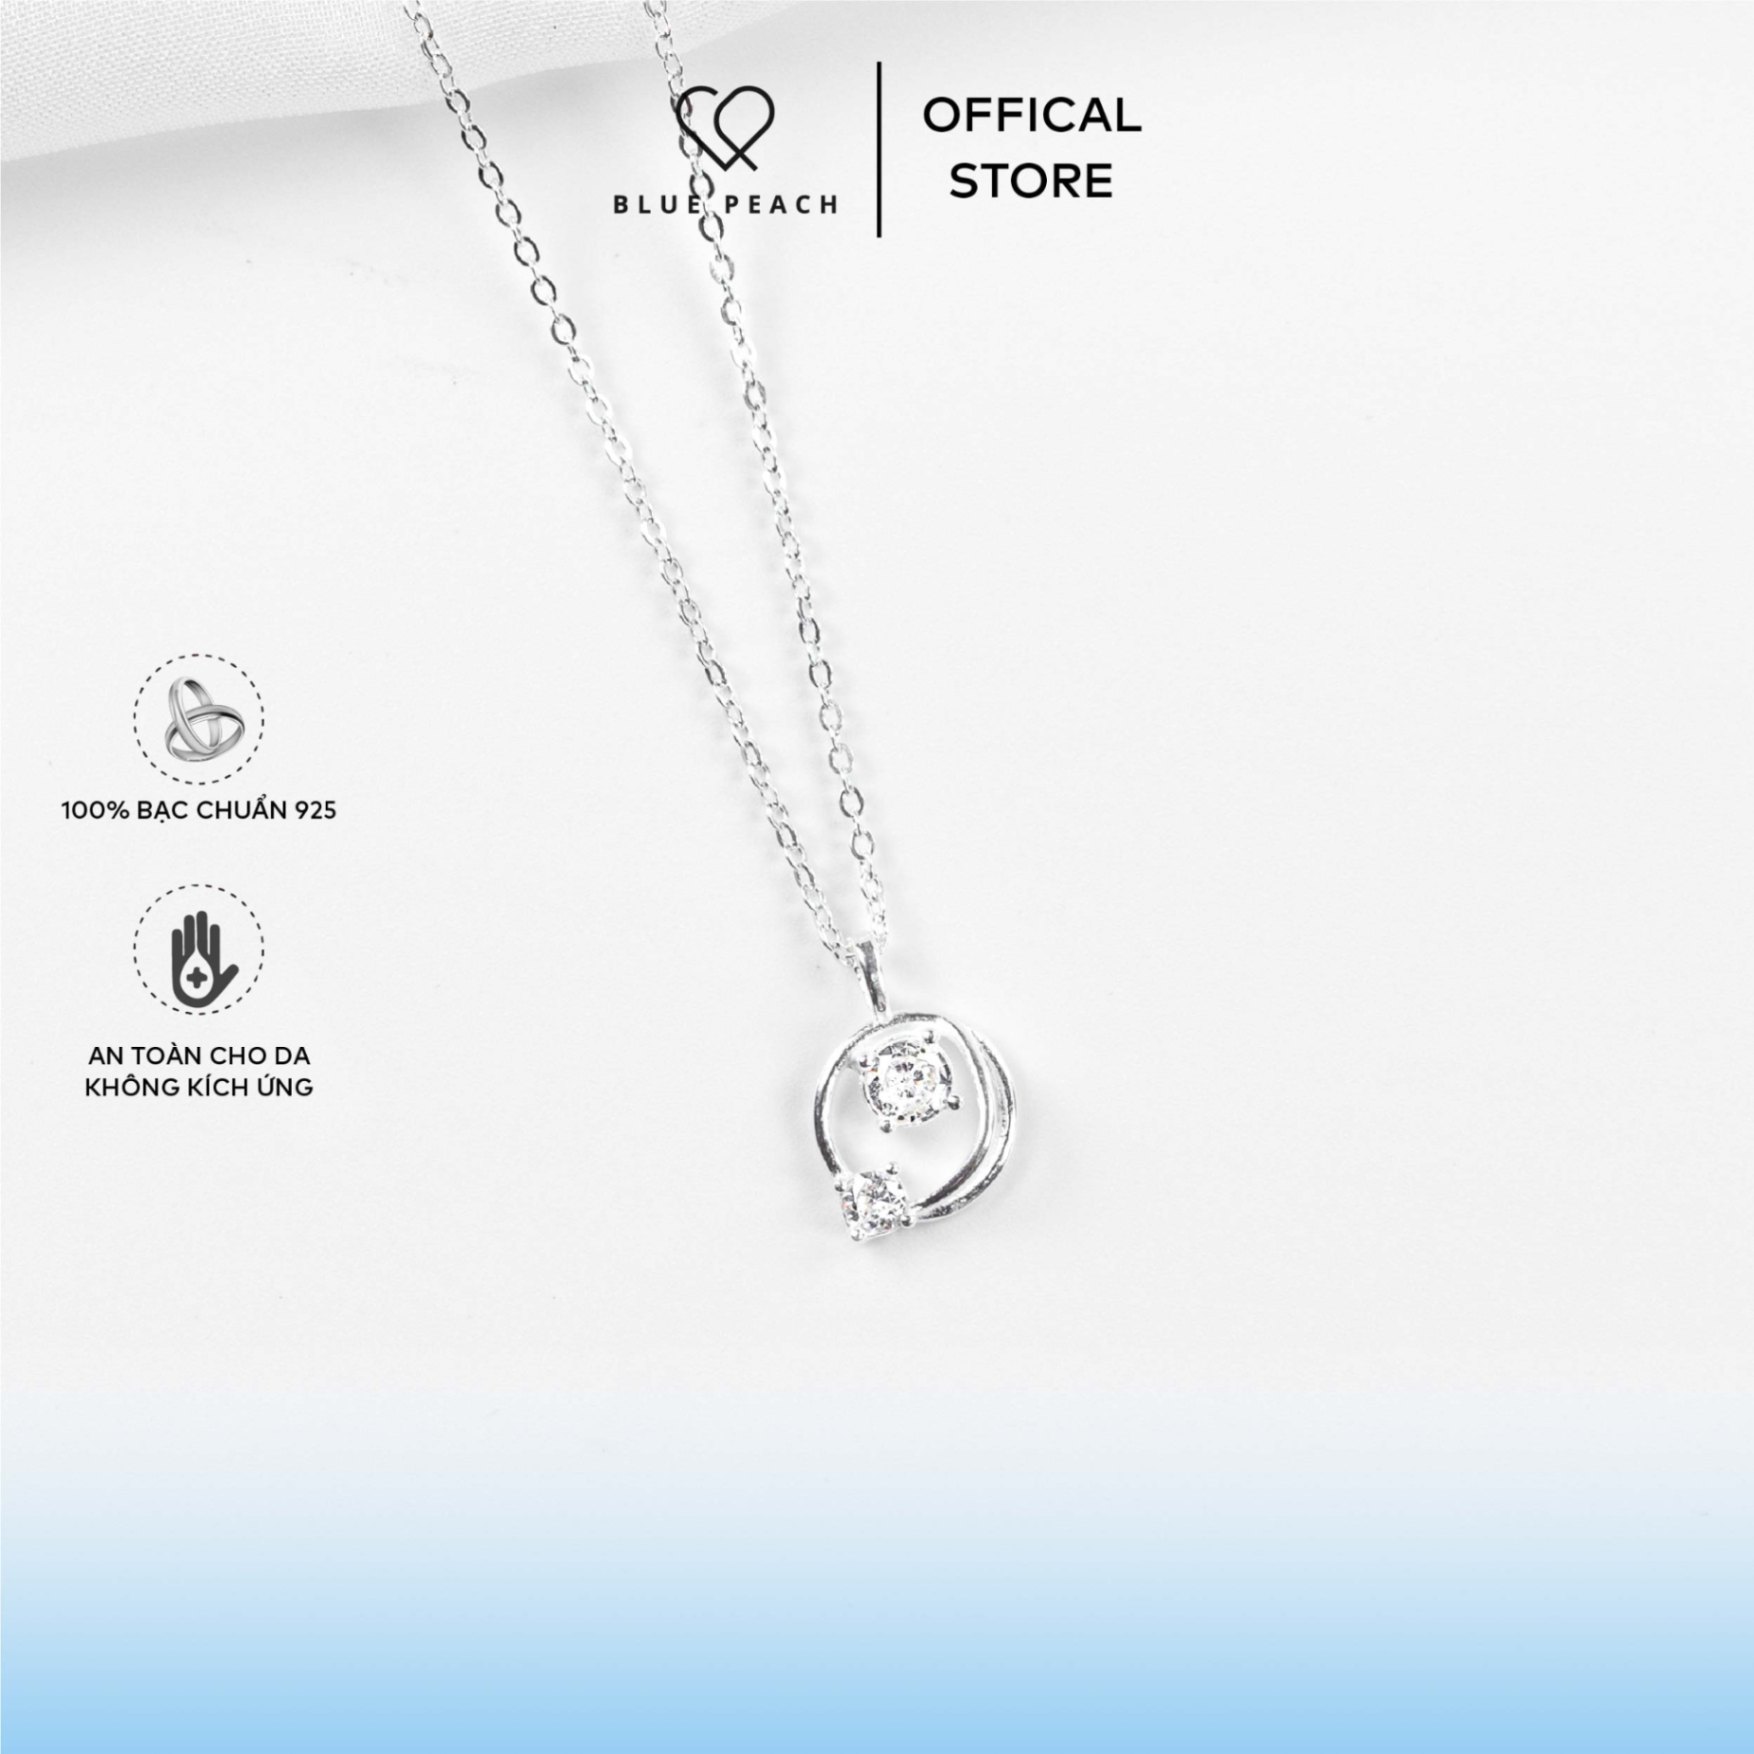 BLUE PEACH
OFFICAL
STORE
100% BẠC CHUẨN 925
AN TOÀN CHO DA
KHÔNG KÍCH ỨNG